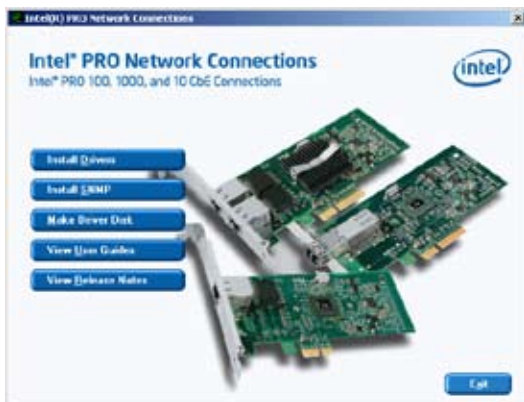 Intel(R) PRO Network Connections
Intel® PRO Network Connections
Intel® PRO 100, 1000, and 10 GbE Connections
intel
Install Drivers
Install SNMP
Make Driver Disk
View User Guides
View Release Notes
Exit